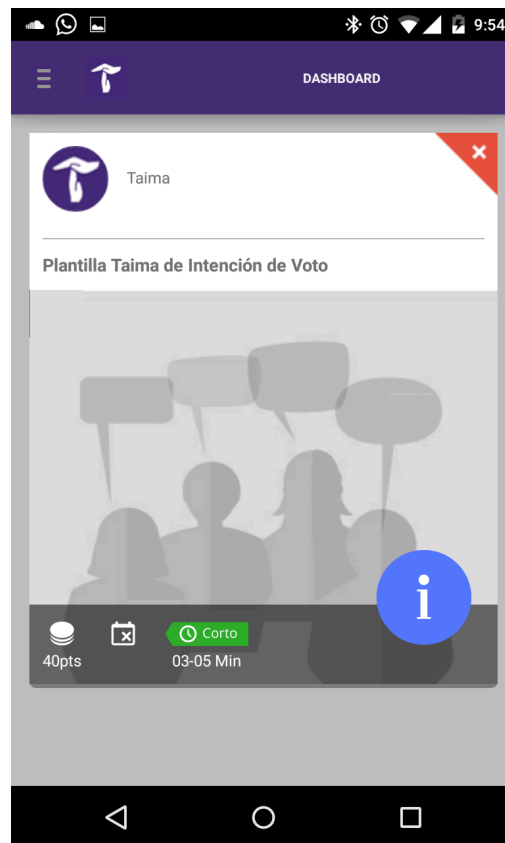 9:54
DASHBOARD
Taima
Plantilla Taima de Intención de Voto
i
Corto
40pts
03-05 Min